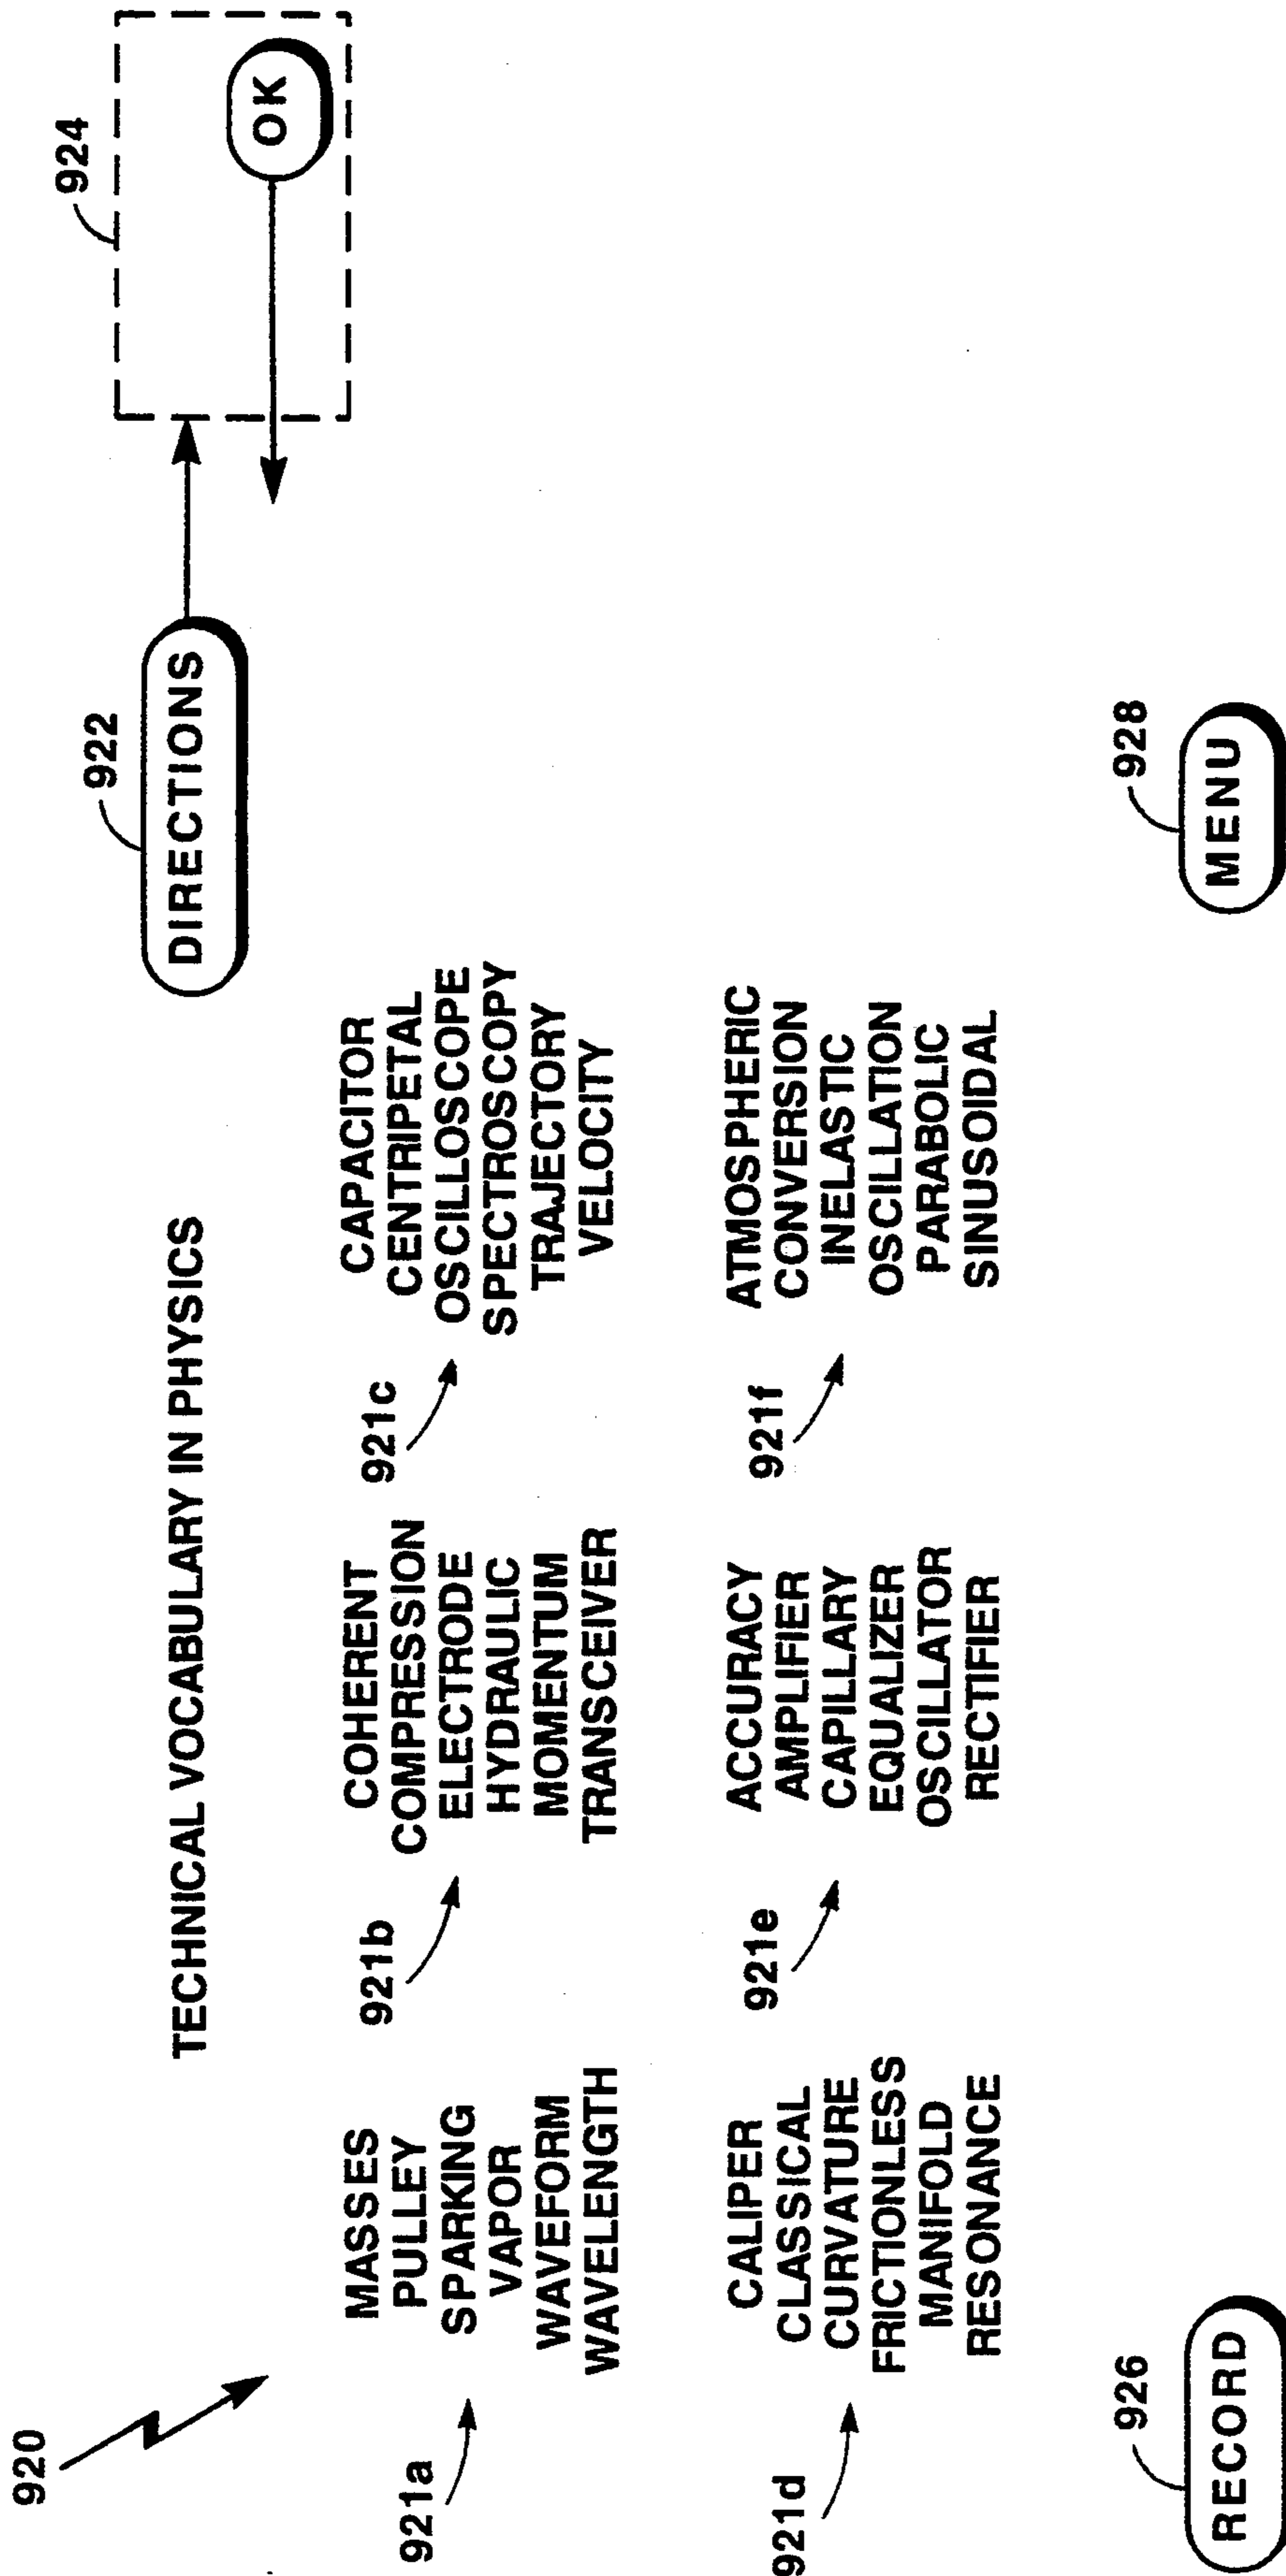 920
TECHNICAL VOCABULARY IN PHYSICS
922
DIRECTIONS
924
OK
921a
MASSES
PULLEY
SPARKING
VAPOR
WAVEFORM
WAVELENGTH
921b
COHERENT
COMPRESSION
ELECTRODE
HYDRAULIC
MOMENTUM
TRANSCEIVER
921c
CAPACITOR
CENTRIPETAL
OSCILLOSCOPE
SPECTROSCOPY
TRAJECTORY
VELOCITY
921d
CALIPER
CLASSICAL
CURVATURE
FRICTIONLESS
MANIFOLD
RESONANCE
921e
ACCURACY
AMPLIFIER
CAPILLARY
EQUALIZER
OSCILLATOR
RECTIFIER
921f
ATMOSPHERIC
CONVERSION
INELASTIC
OSCILLATION
PARABOLIC
SINUSOIDAL
926
RECORD
928
MENU